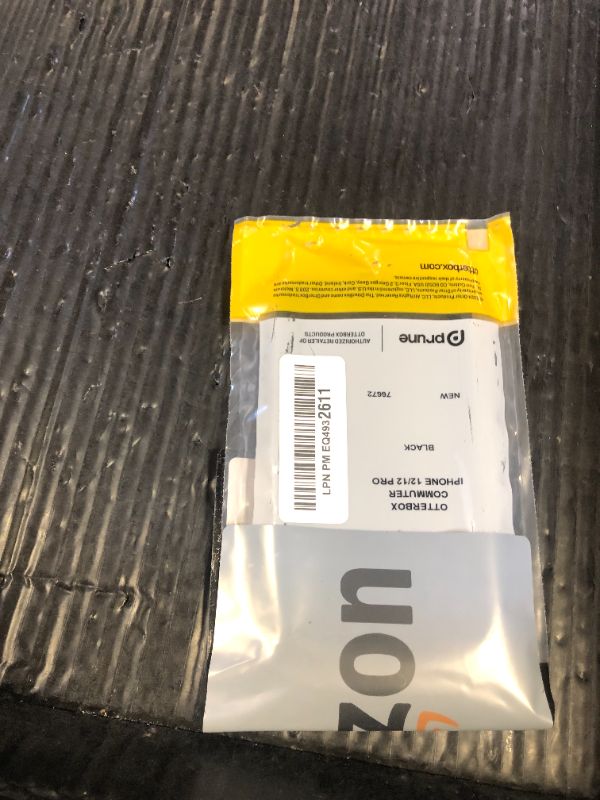 OTTERBOX
COMMUTER
IPHONE 12/12 PRO
BLACK
NEW 76672
prune
AUTHORIZED RETAILER OF
OTTERBOX PRODUCTS
otterbox.com
LPN PM EQ4932611
zon